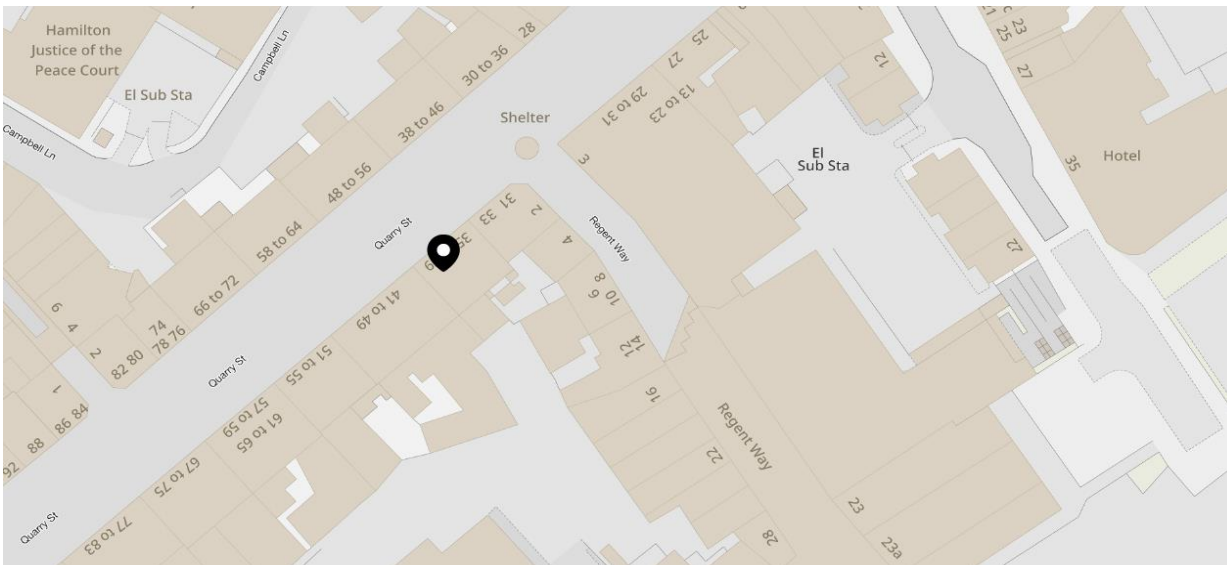 Hamilton
Justice of the
Peace Court
El Sub Sta
Campbell Ln
Campbell Ln
28
30 to 36
38 to 46
48 to 56
58 to 64
66 to 72
74
78 76
82 80
84
86
88
92
6
4
2
1
Shelter
Quarry St
Quarry St
Quarry St
25
27
29 to 31
13 to 23
3
31
33
41 to 49
51 to 55
57 to 59
61 to 65
67 to 75
77 to 83
2
4
8
6
10
14
12
16
22
28
Regent Way
Regent Way
23
23a
El
Sub Sta
12
22
23
25
27
35
Hotel